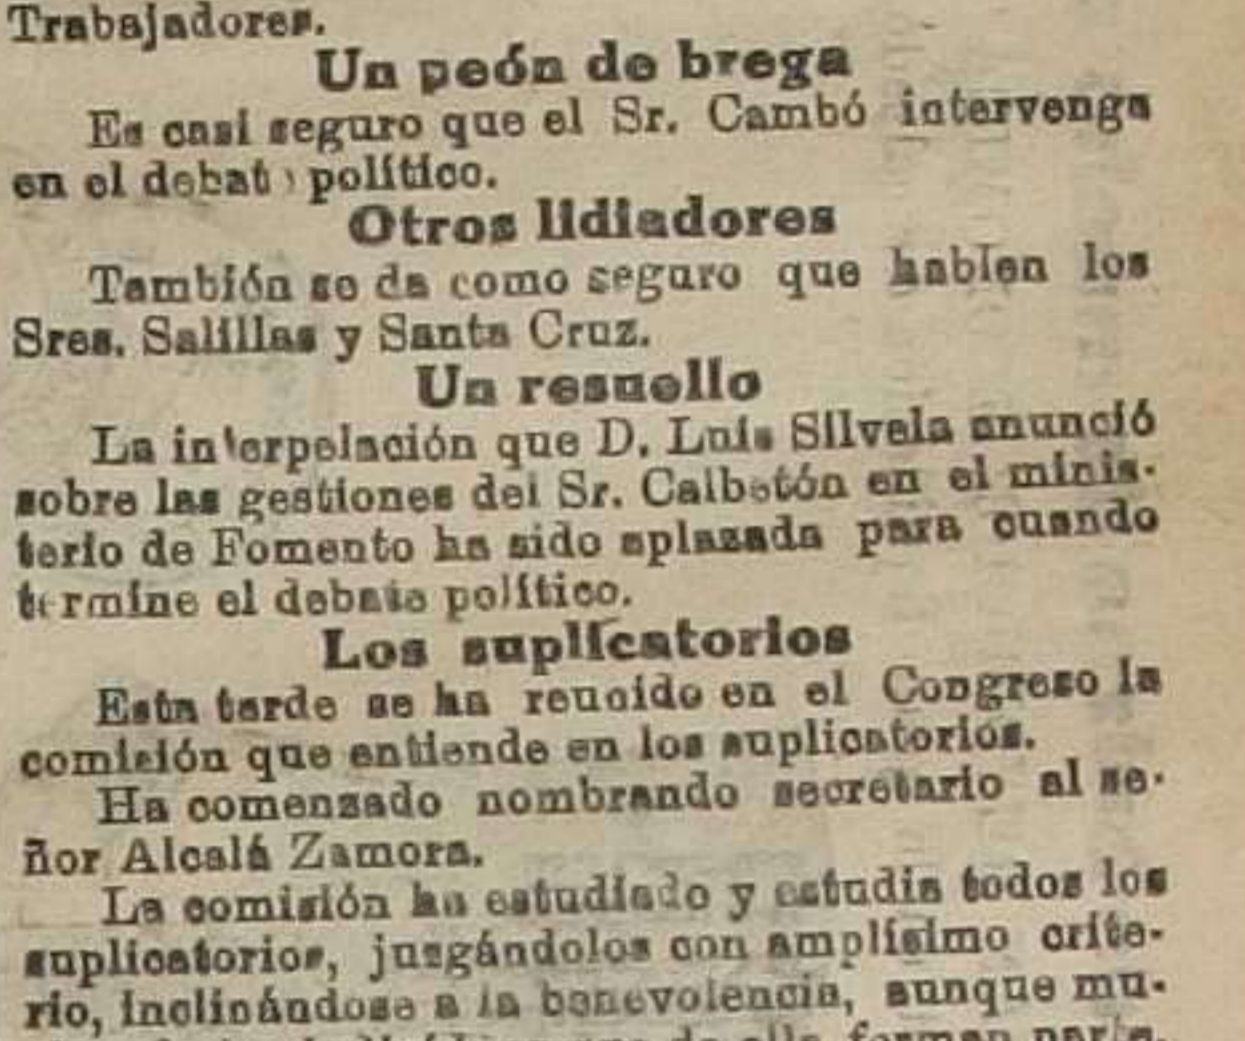 Trabajadores.
Un peón de brega
Es casi seguro que el Sr. Cambó intervenga
en el debate político.
Otros lidiadores
También se da como seguro que hablen los
Sres. Salillas y Santa Cruz.
Un resuello
La interpelación que D. Luis Silvela anunció
sobre las gestiones del Sr. Calbetón en el minis-
terio de Fomento ha sido aplazada para cuando
termine el debate político.
Los suplicatorios
Esta tarde se ha reunido en el Congreso la
comisión que entiende en los suplicatorios.
Ha comenzado nombrando secretario al se-
ñor Alcalá Zamora.
La comisión ha estudiado y estudia todos los
suplicatorios, juzgándolos con amplísimo crite-
rio, inclinándose a la benevolencia, aunque mu-
de ella forman parte,